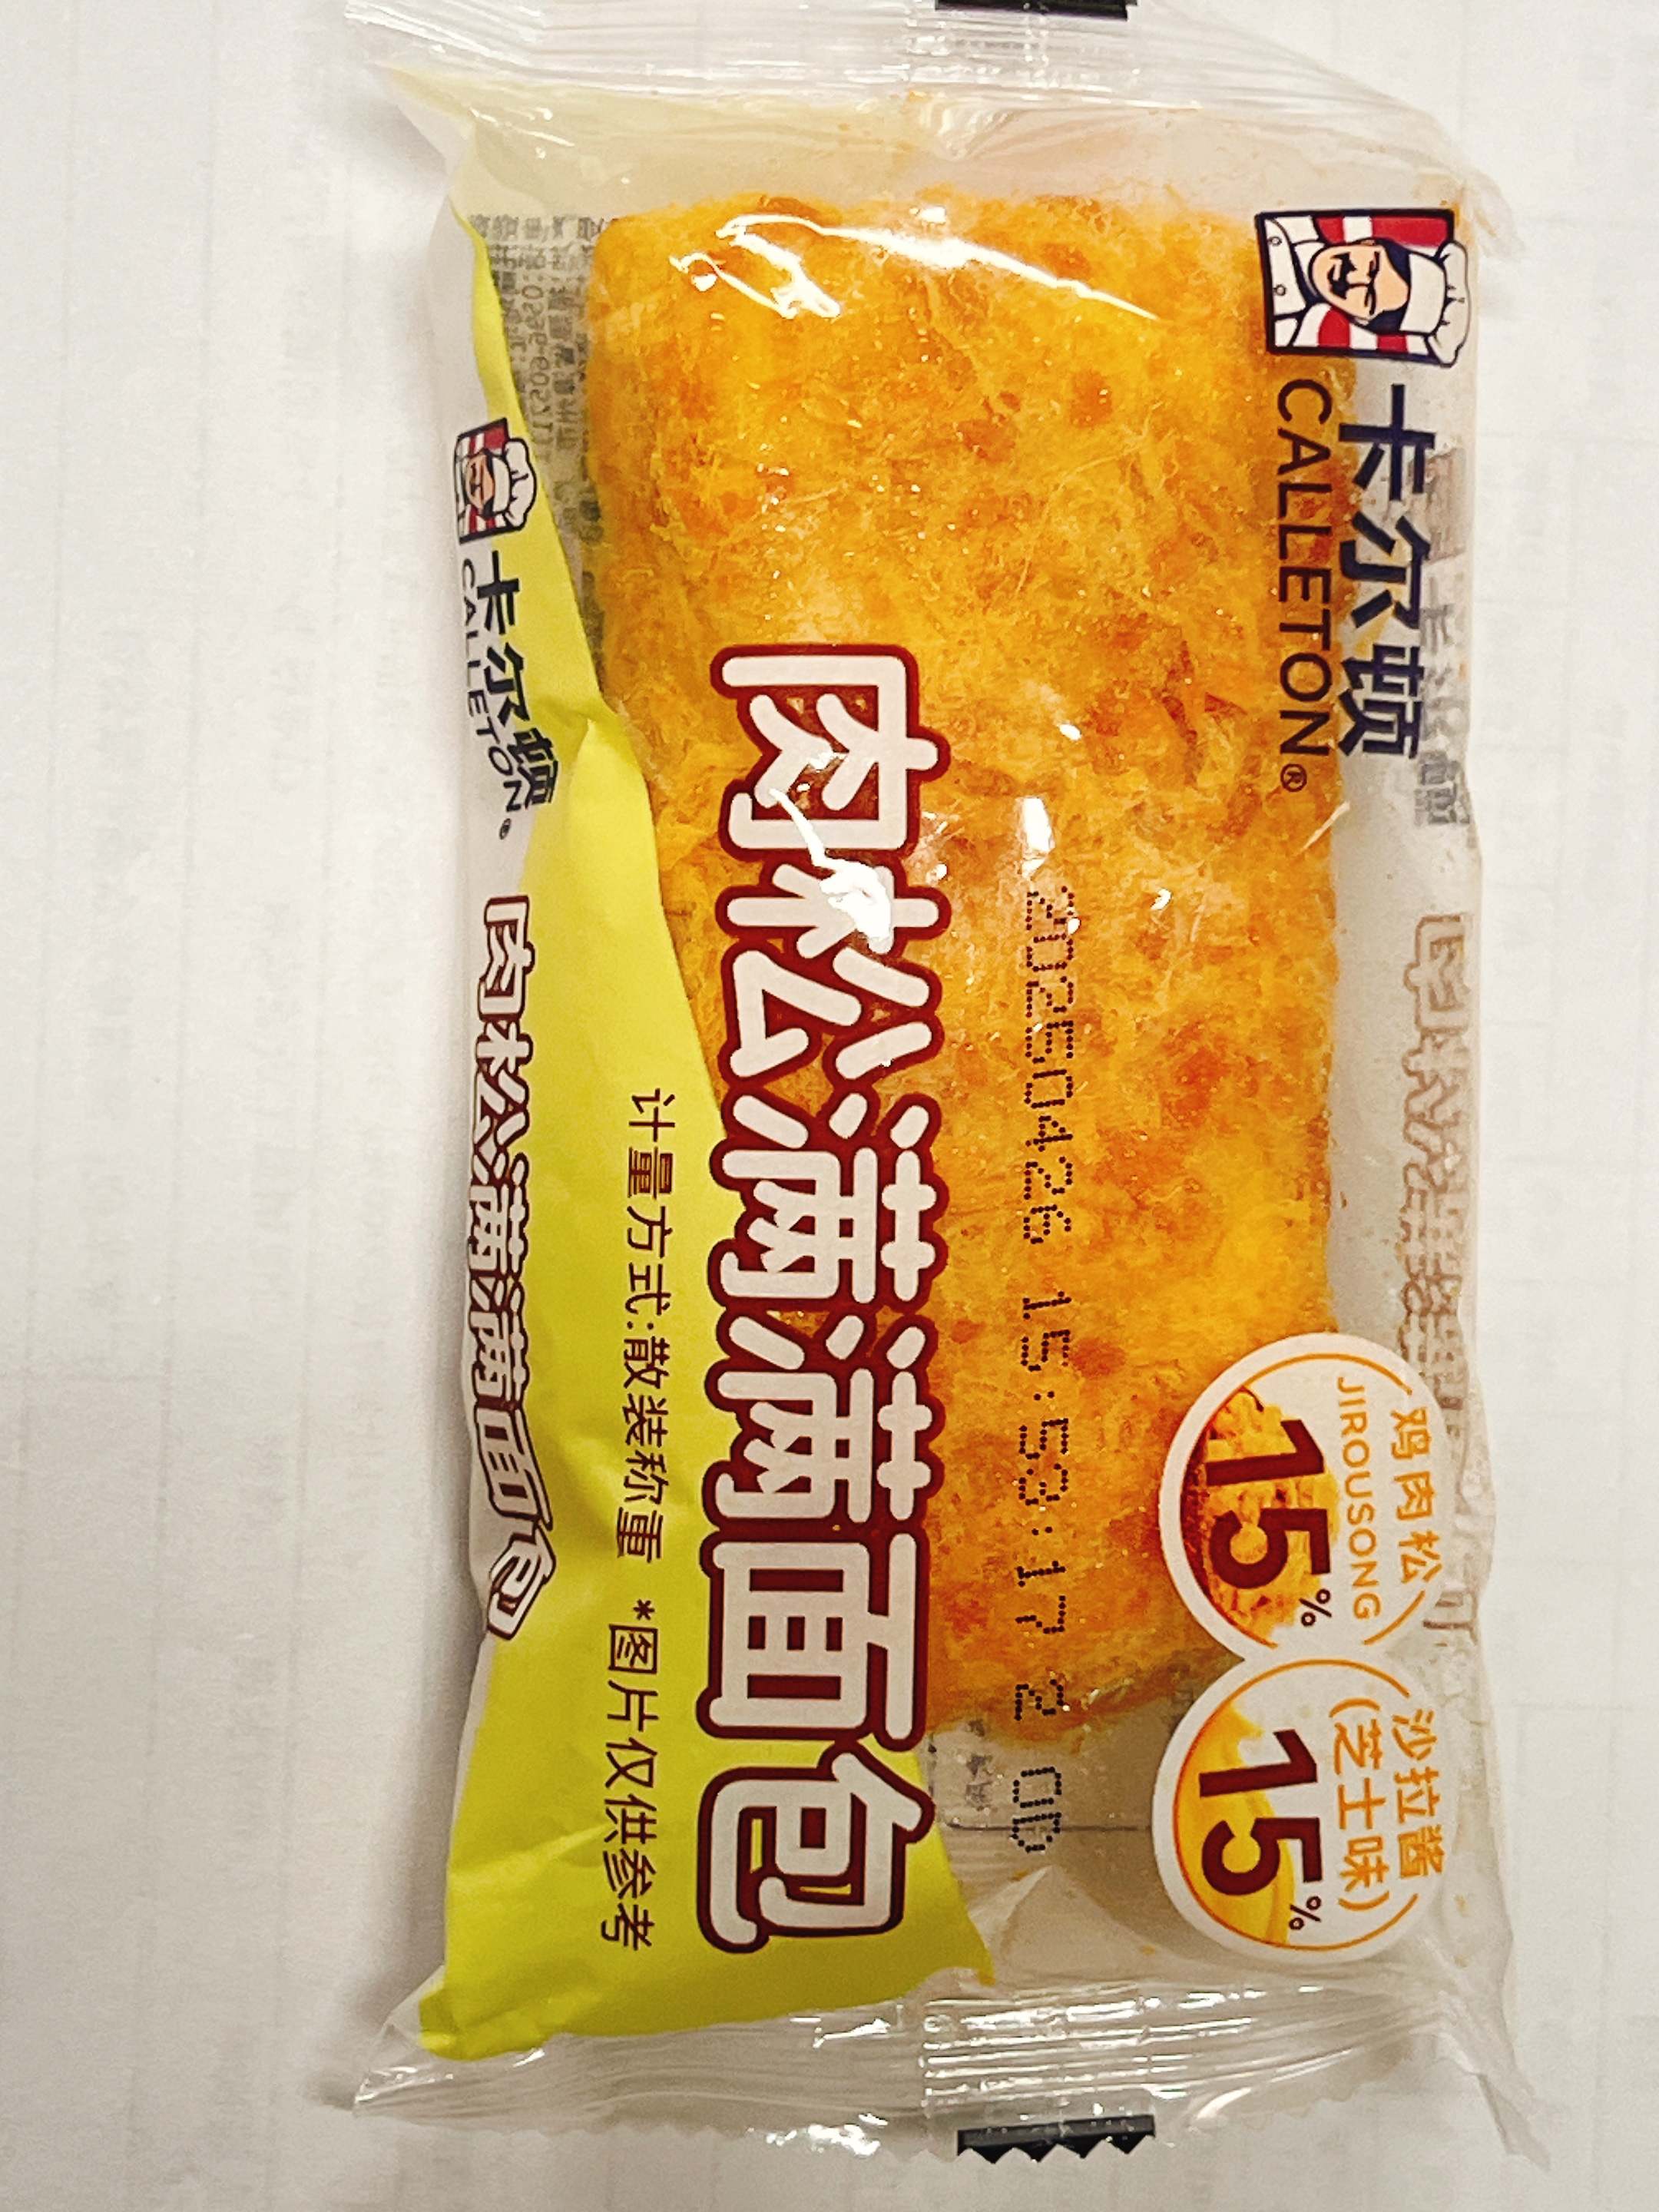 卡尔顿
CALLETON®
鸡肉松
JIROUSONG
15%
沙拉酱
(芝士味)
15%
20250426 15:53:17 2 CD
肉松满满面包
计量方式:散装称重 *图片仅供参考
卡尔顿
CALLETON®
肉松满满面包